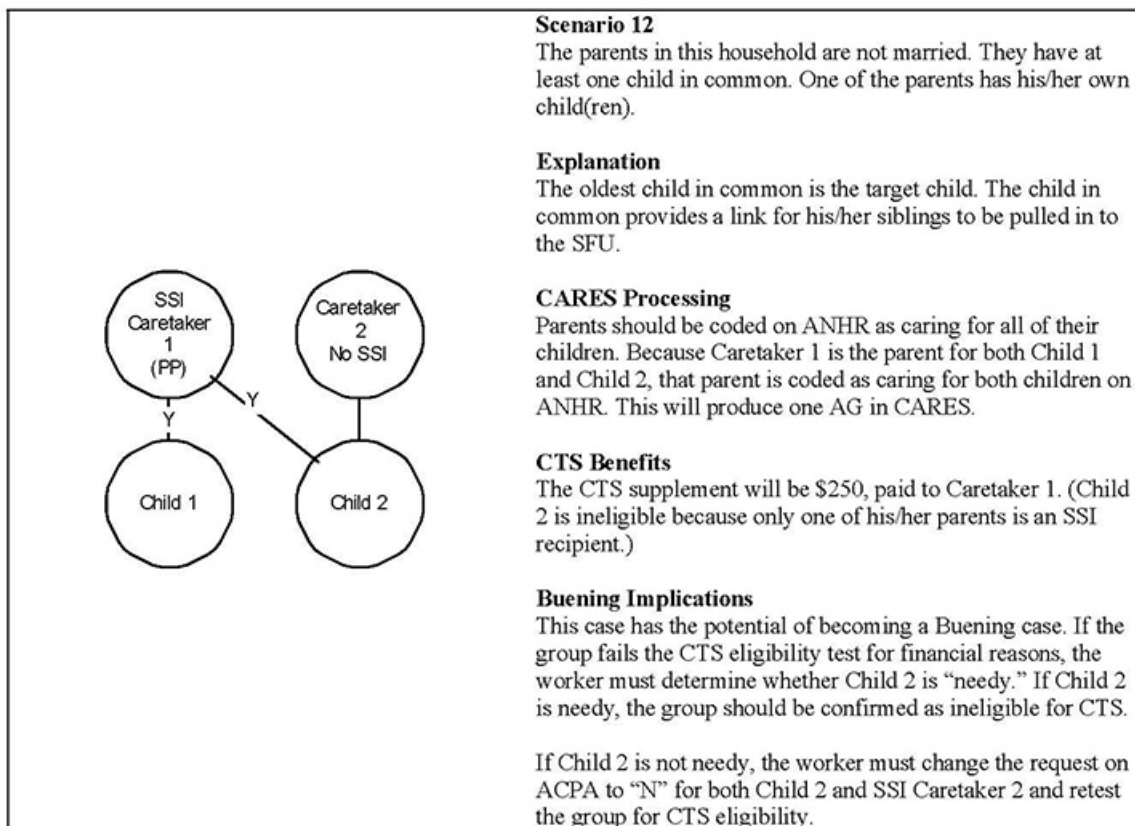 Scenario 12
The parents in this household are not married. They have at
least one child in common. One of the parents has his/her own
child(ren).
Explanation
The oldest child in common is the target child. The child in
common provides a link for his/her siblings to be pulled in to
the SFU.
CARES Processing
Parents should be coded on ANHR as caring for all of their
children. Because Caretaker 1 is the parent for both Child 1
and Child 2, that parent is coded as caring for both children on
ANHR. This will produce one AG in CARES.
CTS Benefits
The CTS supplement will be $250, paid to Caretaker 1. (Child
2 is ineligible because only one of his/her parents is an SSI
recipient.)
Buening Implications
This case has the potential of becoming a Buening case. If the
group fails the CTS eligibility test for financial reasons, the
worker must determine whether Child 2 is “needy.” If Child 2
is needy, the group should be confirmed as ineligible for CTS.
If Child 2 is not needy, the worker must change the request on
ACPA to “N” for both Child 2 and SSI Caretaker 2 and retest
the group for CTS eligibility.
SSI
Caretaker
1
(PP)
Caretaker
2
No SSI
Y
Y
Child 1
Child 2